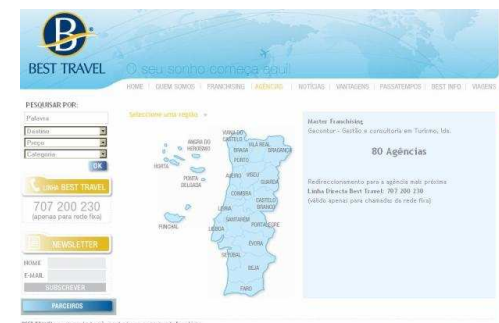 BEST TRAVEL
O seu sonho começa aqui!
HOME | QUEM SOMOS | FRANCHISING | AGÊNCIAS | NOTÍCIAS | VANTAGENS | PASSATEMPOS | BEST INFO | VIAGENS
PESQUISAR POR:
Palavra
Destino
Preço
Categoria
OK
Linha BEST TRAVEL
707 200 230
(apenas para rede fixa)
NEWSLETTER
NOME
E-MAIL
SUBSCREVER
PARCEIROS
Seleccione uma região »
VIANA DO CASTELO
VILA REAL
BRAGA
BRAGANÇA
PORTO
ANGRA DO HEROÍSMO
HORTA
PONTA DELGADA
AVEIRO
VISEU
GUARDA
COIMBRA
CASTELO BRANCO
LEIRIA
SANTARÉM
PORTALEGRE
FUNCHAL
LISBOA
ÉVORA
SETÚBAL
BEJA
FARO
Master Franchising
Gecontur - Gestão e consultoria em Turismo, lda.
80 Agências
Redireccionamento para a agência mais próxima
Linha Directa Best Travel: 707 200 230
(válido apenas para chamadas da rede fixa)